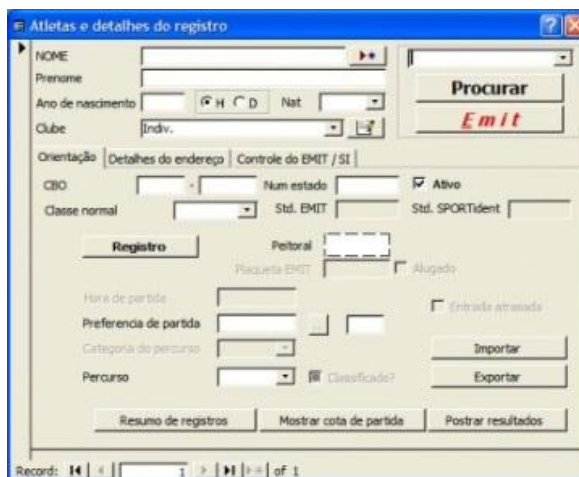 Atletas e detalhes do registro
NOME
Prenome
Procurar
Ano de nascimento H D Nat
Emit
Clube Indiv.
Orientação Detalhes do endereço Controle do EMIT / SI
CBO - Num estado Ativo
Classe normal Std. EMIT Std. SPORTident
Registro Peitoral
Plaqueta EMIT Alugado
Hora de partida Entrada atrasada
Preferencia de partida ...
Categoria do percurso Importar
Percurso Classificado? Exportar
Resumo de registros Mostrar cota de partida Postrar resultados
Record: 1 of 1